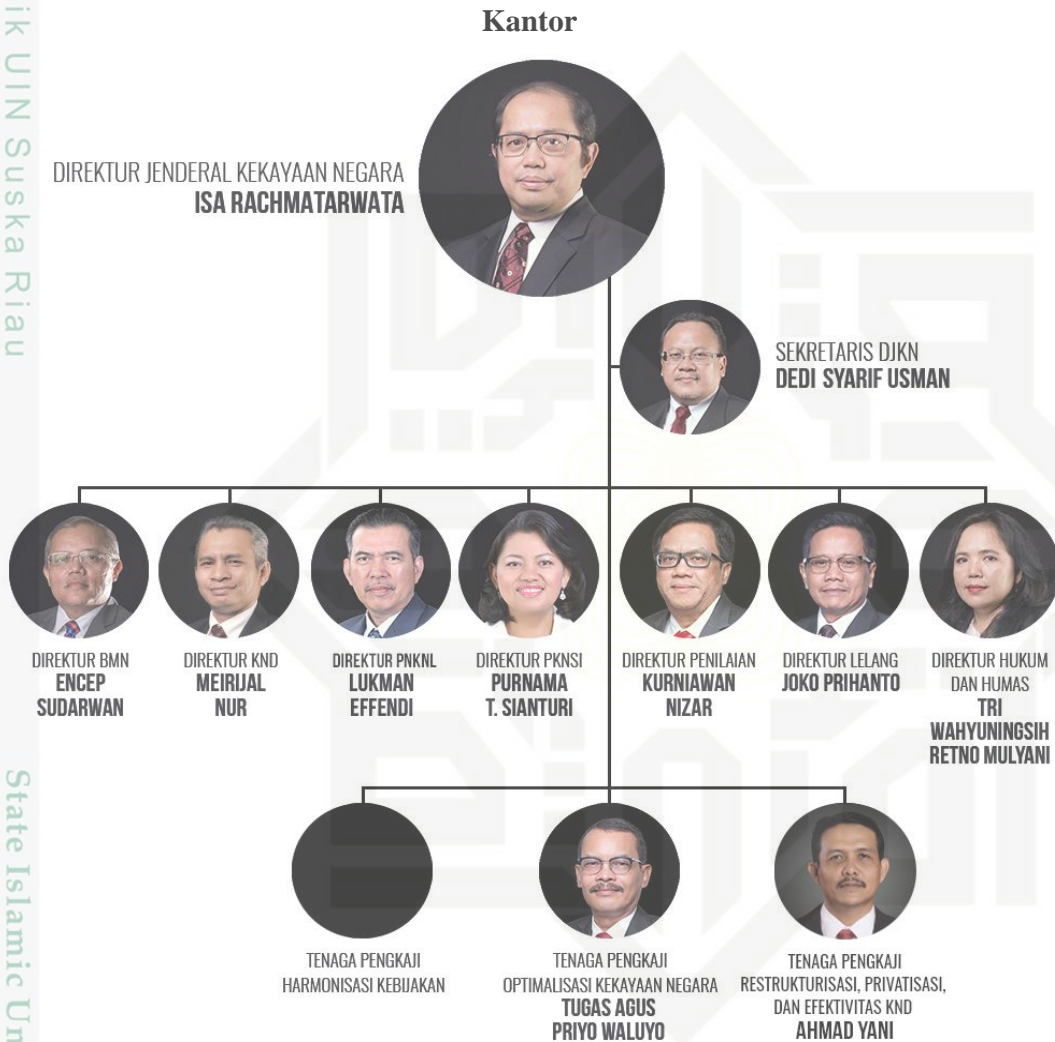 Kantor
DIREKTUR JENDERAL KEKAYAAN NEGARA
ISA RACHMATARWATA
SEKRETARIS DJKN
DEDI SYARIF USMAN
DIREKTUR BMN
ENCEP
SUDARWAN
DIREKTUR KND
MEIRIJAL
NUR
DIREKTUR PNKNL
LUKMAN
EFFENDI
DIREKTUR PKNSI
PURNAMA
T. SIANTURI
DIREKTUR PENILAIAN
KURNIAWAN
NIZAR
DIREKTUR LELANG
JOKO PRIHANTO
DIREKTUR HUKUM
DAN HUMAS
TRI
WAHYUNINGSIH
RETNO MULYANI
TENAGA PENGKAJI
HARMONISASI KEBIJAKAN
TENAGA PENGKAJI
OPTIMALISASI KEKAYAAN NEGARA
TUGAS AGUS
PRIYO WALUYO
TENAGA PENGKAJI
RESTRUKTURISASI, PRIVATISASI,
DAN EFEKTIVITAS KND
AHMAD YANI
ik UIN Suska Riau
State Islamic Un